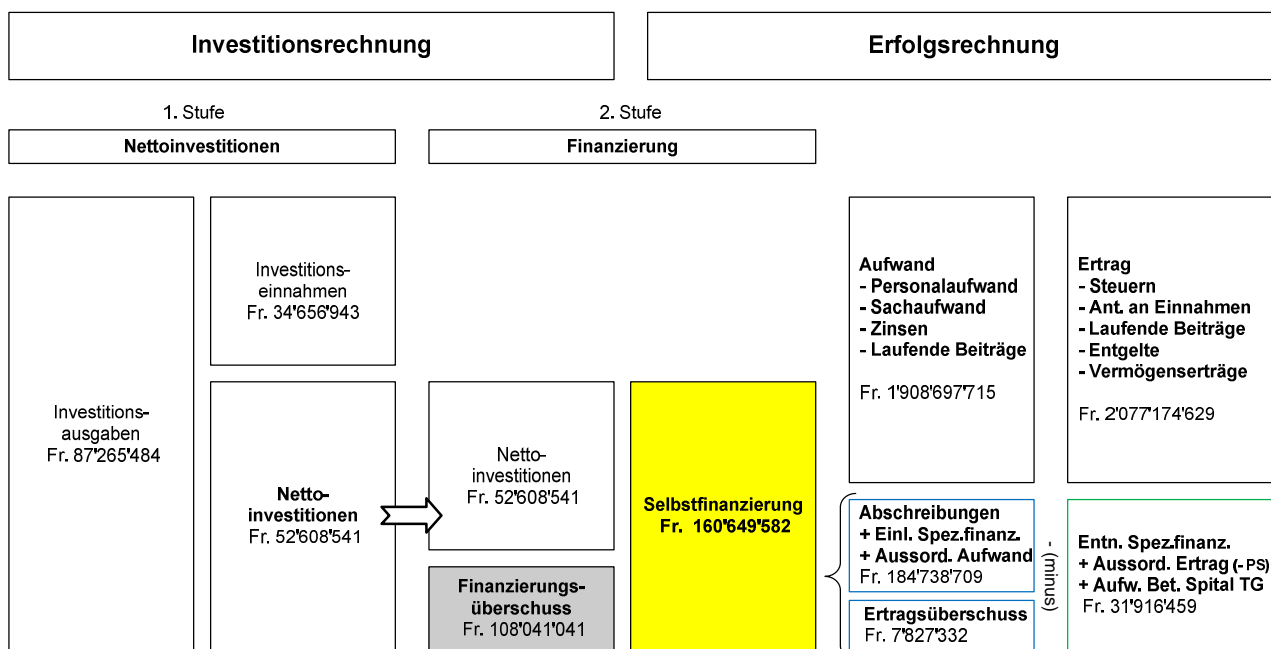 Investitionsrechnung
Erfolgsrechnung
1. Stufe
2. Stufe
Nettoinvestitionen
Finanzierung
Investitions-
ausgaben
Fr. 87'265'484
Investitions-
einnahmen
Fr. 34'656'943
Netto-
investitionen
Fr. 52'608'541
Netto-
investitionen
Fr. 52'608'541
Finanzierungs-
überschuss
Fr. 108'041'041
Selbstfinanzierung
Fr. 160'649'582
Aufwand
- Personalaufwand
- Sachaufwand
- Zinsen
- Laufende Beiträge
Fr. 1'908'697'715
Abschreibungen
+ Einl. Spez.finanz.
+ Aussord. Aufwand
Fr. 184'738'709
Ertragsüberschuss
Fr. 7'827'332
- (minus)
Ertrag
- Steuern
- Ant. an Einnahmen
- Laufende Beiträge
- Entgelte
- Vermögenserträge
Fr. 2'077'174'629
Entn. Spez.finanz.
+ Aussord. Ertrag (- PS)
+ Aufw. Bet. Spital TG
Fr. 31'916'459